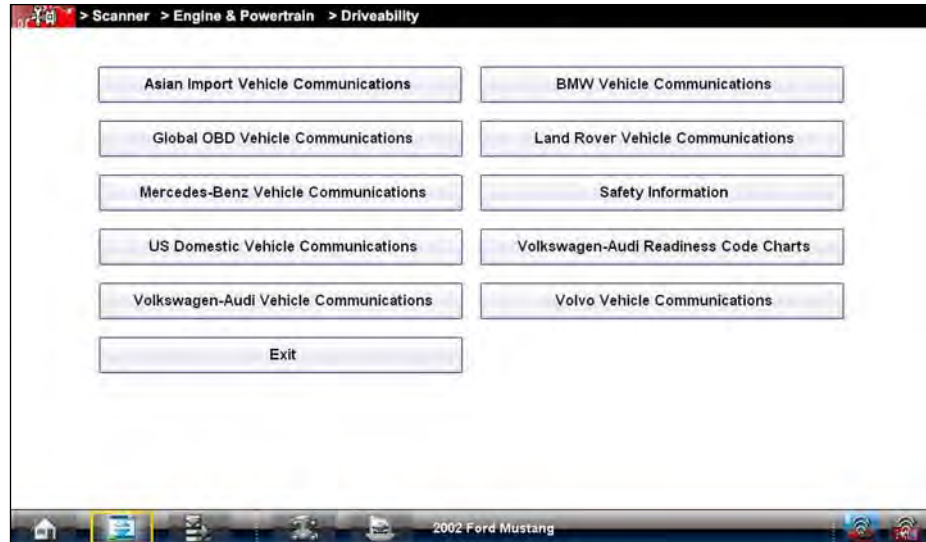 > Scanner > Engine & Powertrain > Driveability
Asian Import Vehicle Communications
BMW Vehicle Communications
Global OBD Vehicle Communications
Land Rover Vehicle Communications
Mercedes-Benz Vehicle Communications
Safety Information
US Domestic Vehicle Communications
Volkswagen-Audi Readiness Code Charts
Volkswagen-Audi Vehicle Communications
Volvo Vehicle Communications
Exit
2002 Ford Mustang